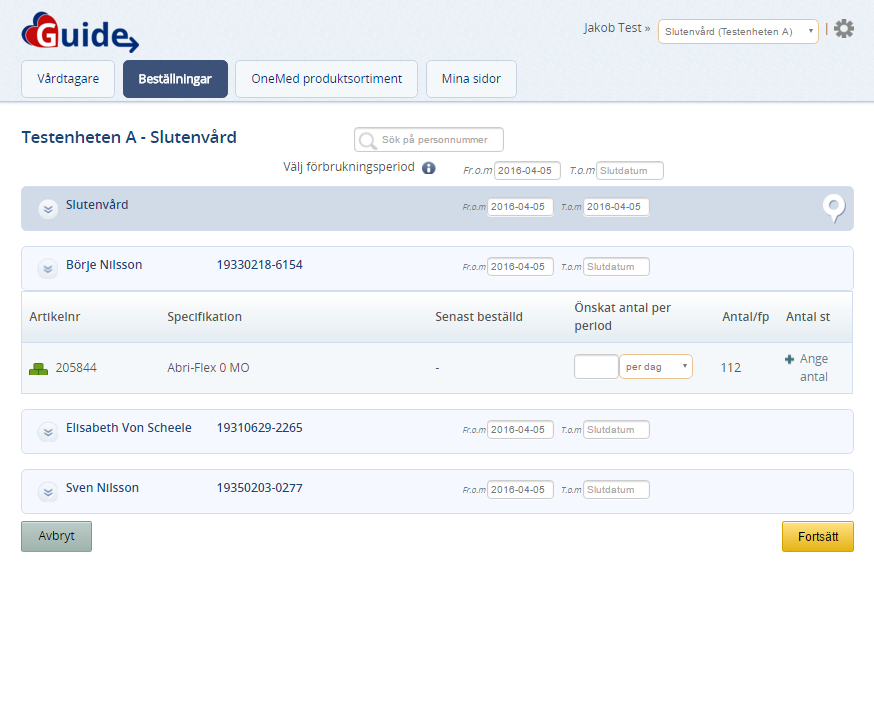 Guide
Jakob Test »
Slutenvård (Testenheten A)
|
Vårdtagare
Beställningar
OneMed produktsortiment
Mina sidor
Testenheten A - Slutenvård
Sök på personnummer
Välj förbrukningsperiod i Fr.o.m 2016-04-05 T.o.m Slutdatum
Slutenvård Fr.o.m 2016-04-05 T.o.m 2016-04-05
Börje Nilsson 19330218-6154 Fr.o.m 2016-04-05 T.o.m Slutdatum
Artikelnr Specifikation Senast beställd Önskat antal per
period Antal/fp Antal st
205844 Abri-Flex 0 MO - per dag 112 Ange
antal
Elisabeth Von Scheele 19310629-2265 Fr.o.m 2016-04-05 T.o.m Slutdatum
Sven Nilsson 19350203-0277 Fr.o.m 2016-04-05 T.o.m Slutdatum
Avbryt
Fortsätt